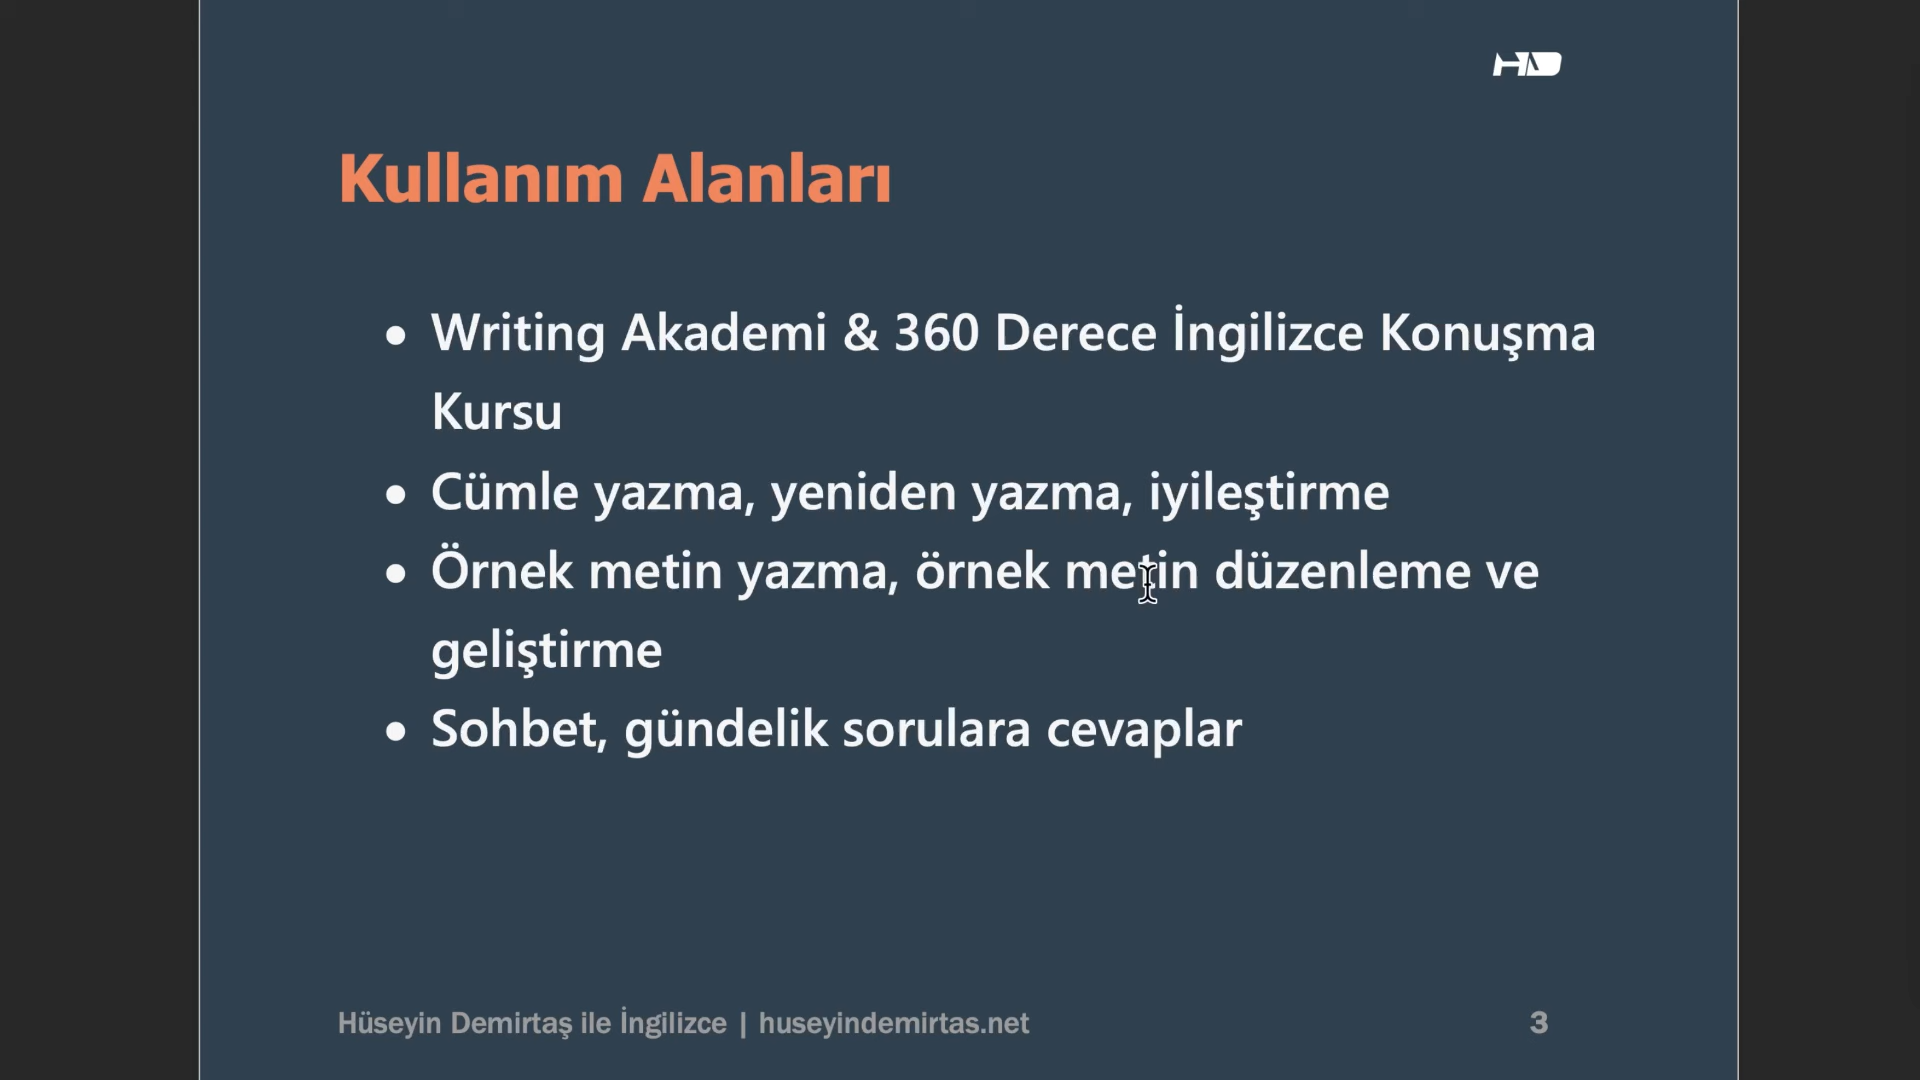 HD
Kullanım Alanları
• Writing Akademi & 360 Derece İngilizce Konuşma
Kursu
• Cümle yazma, yeniden yazma, iyileştirme
• Örnek metin yazma, örnek metin düzenleme ve
geliştirme
• Sohbet, gündelik sorulara cevaplar
Hüseyin Demirtaş ile İngilizce | huseyindemirtas.net
3